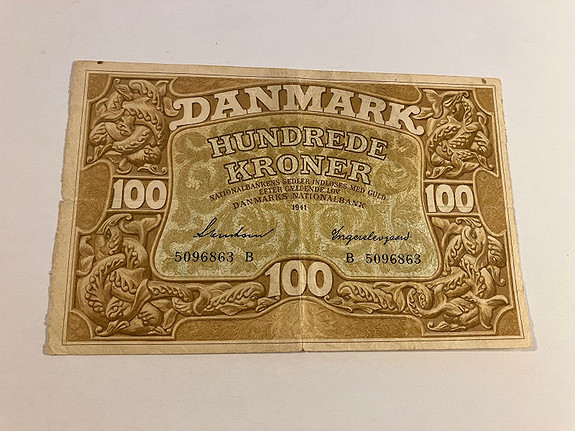 DANMARK
HUNDREDE
KRONER
NATIONALBANKENS SEDLER INDLØSES MED GULD
EFTER GÆLDENDE LOV
DANMARKS NATIONALBANK
1941
100 100
5096863 B B 5096863
100